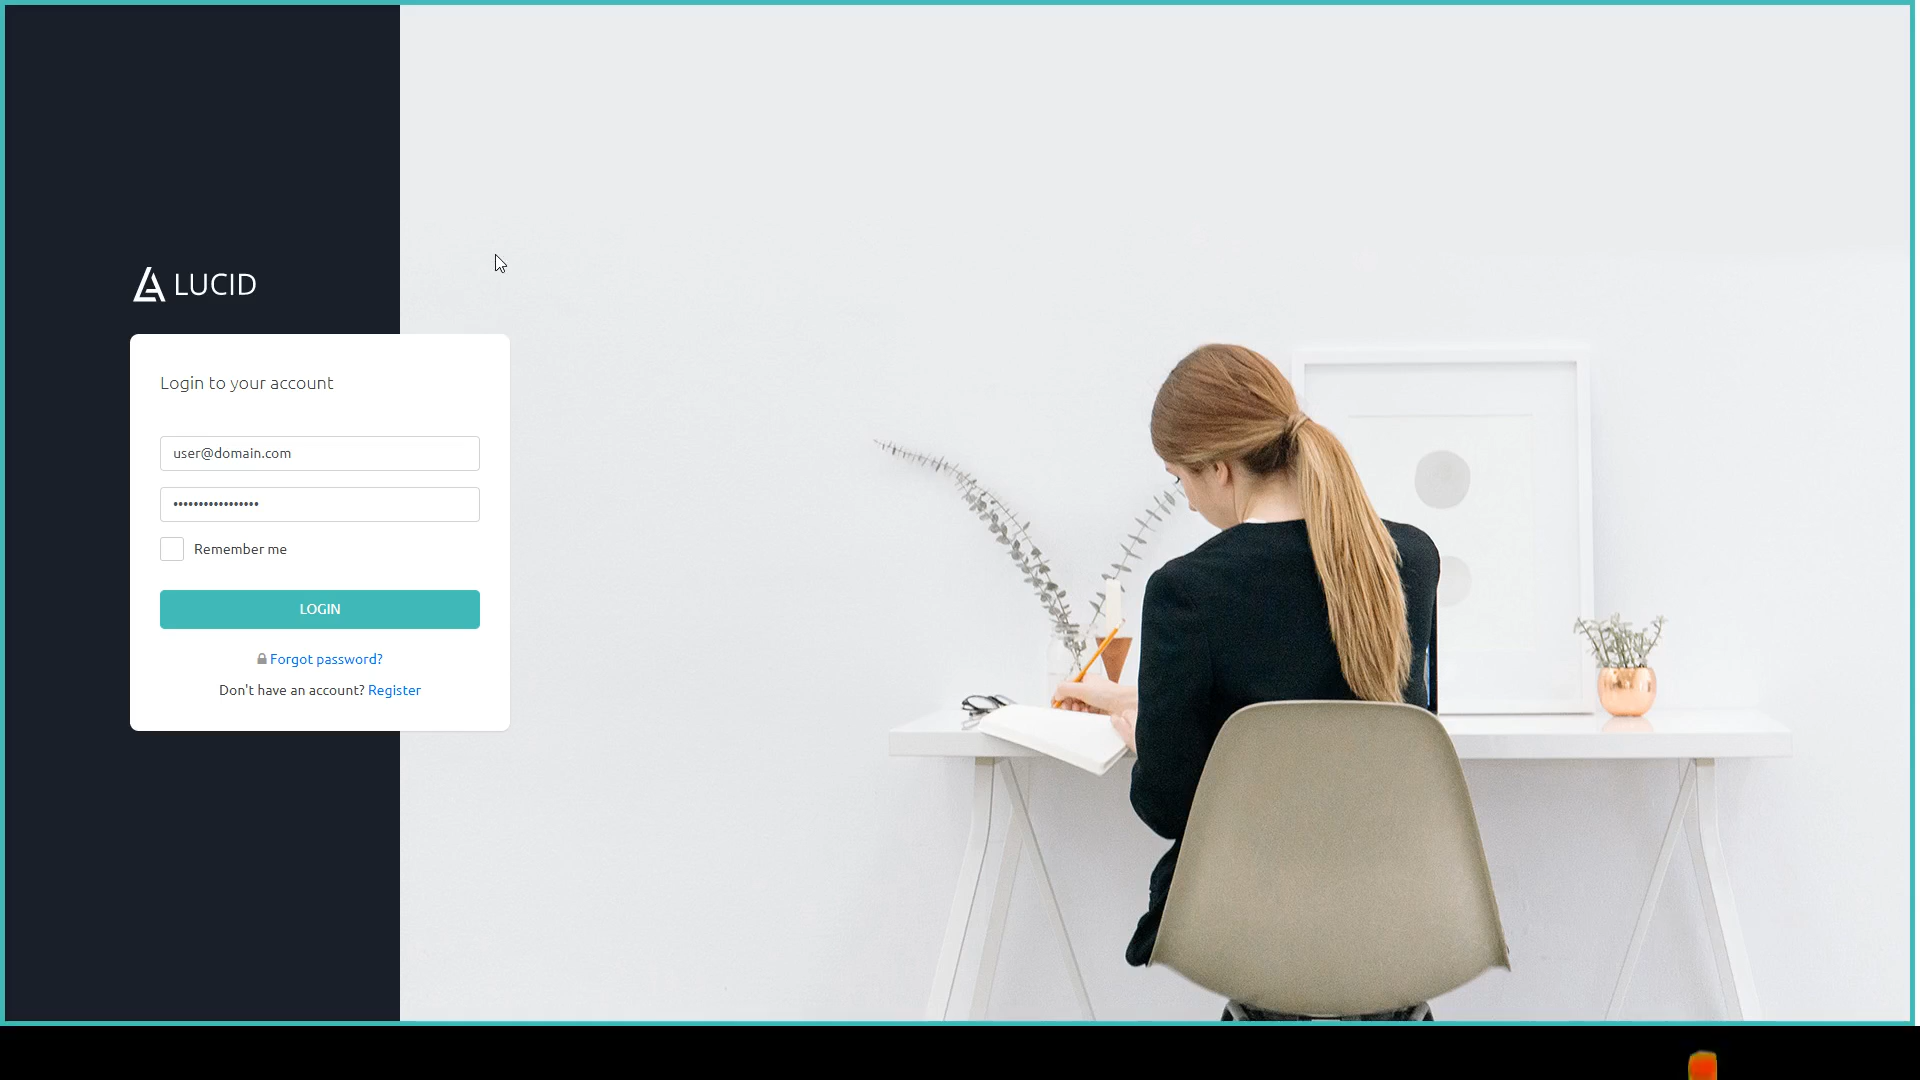 LUCID
Login to your account
user@domain.com
•••••••••••••••••
Remember me
LOGIN
Forgot password?
Don't have an account? Register